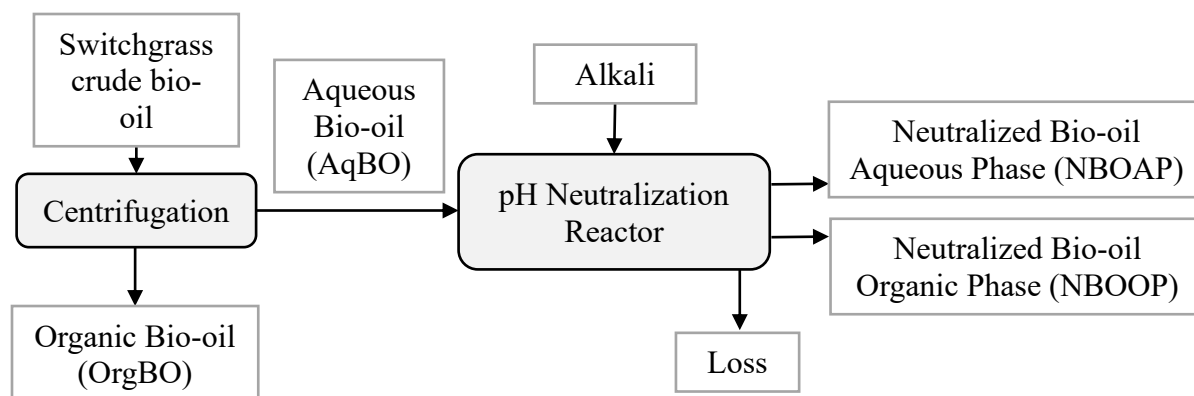 Switchgrass
crude bio-
oil
Centrifugation
Organic Bio-oil
(OrgBO)
Aqueous
Bio-oil
(AqBO)
Alkali
pH Neutralization
Reactor
Loss
Neutralized Bio-oil
Aqueous Phase (NBOAP)
Neutralized Bio-oil
Organic Phase (NBOOP)